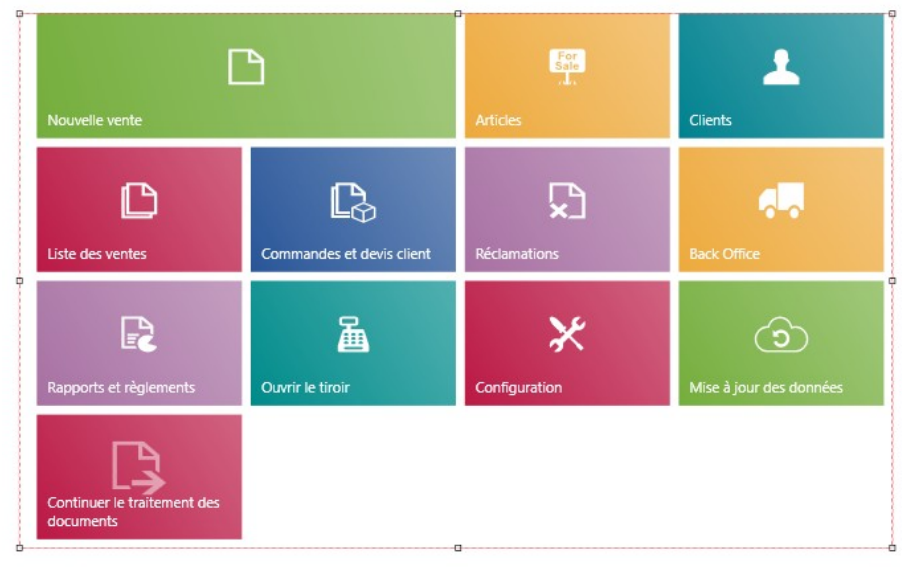 For
Sale
Nouvelle vente
Articles
Clients
Liste des ventes
Commandes et devis client
Réclamations
Back Office
Rapports et règlements
Ouvrir le tiroir
Configuration
Mise à jour des données
Continuer le traitement des
documents